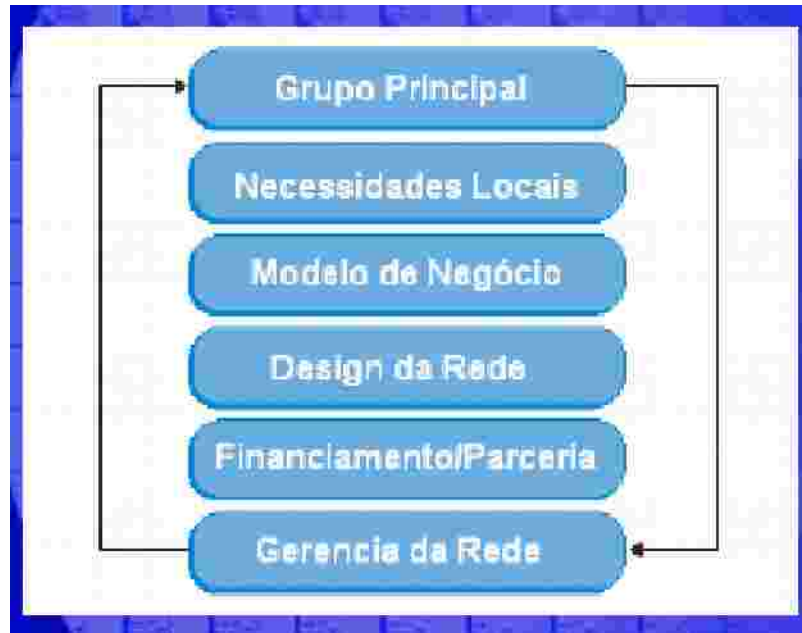 Grupo Principal
Necessidades Locais
Modelo de Negócio
Design da Rede
Financiamento/Parceria
Gerencia da Rede